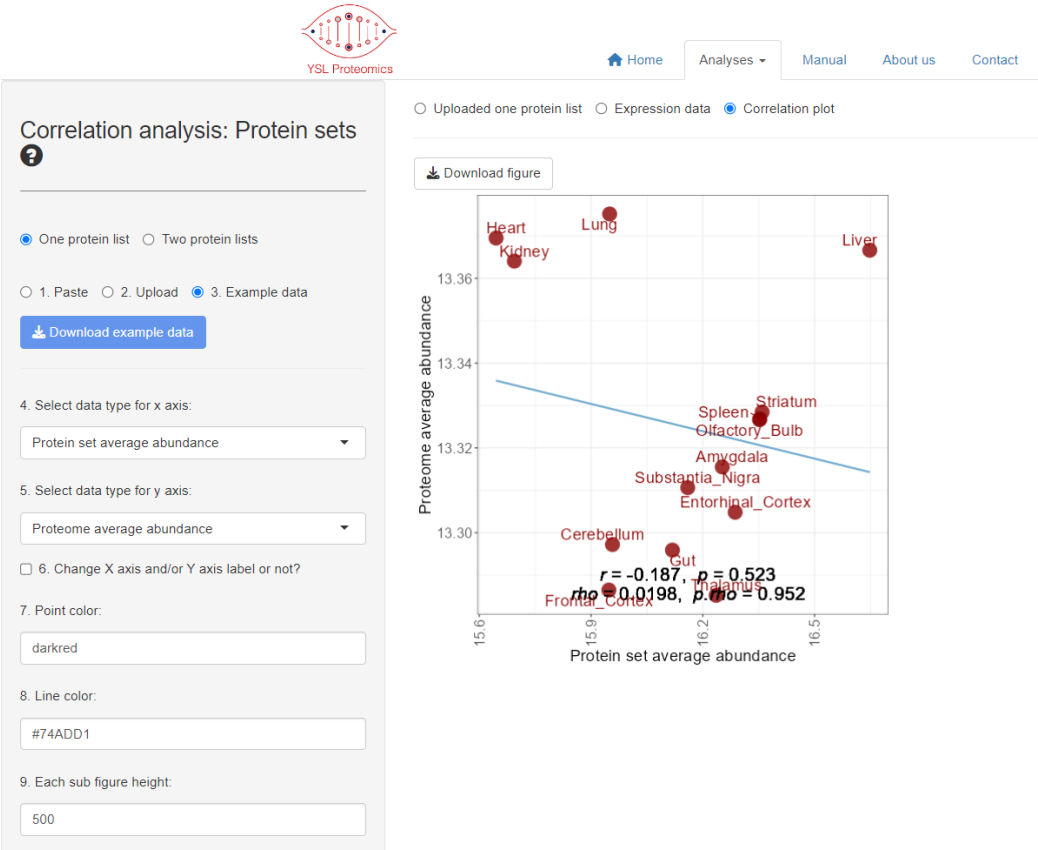 YSL Proteomics
Home Analyses Manual About us Contact
Correlation analysis: Protein sets
?
One protein list Two protein lists
1. Paste 2. Upload 3. Example data
Download example data
4. Select data type for x axis:
Protein set average abundance
5. Select data type for y axis:
Proteome average abundance
6. Change X axis and/or Y axis label or not?
7. Point color:
darkred
8. Line color:
#74ADD1
9. Each sub figure height:
500
Uploaded one protein list Expression data Correlation plot
Download figure
Proteome average abundance
13.36
13.34
13.32
13.30
Lung
Heart
Kidney
Liver
Striatum
Spleen
Olfactory_Bulb
Amygdala
Substantia_Nigra
Entorhinal_Cortex
Cerebellum
Gut
Thalamus
Frontal_Cortex
r = -0.187, p = 0.523
rho = 0.0198, p.rho = 0.952
15.6 15.9 16.2 16.5
Protein set average abundance